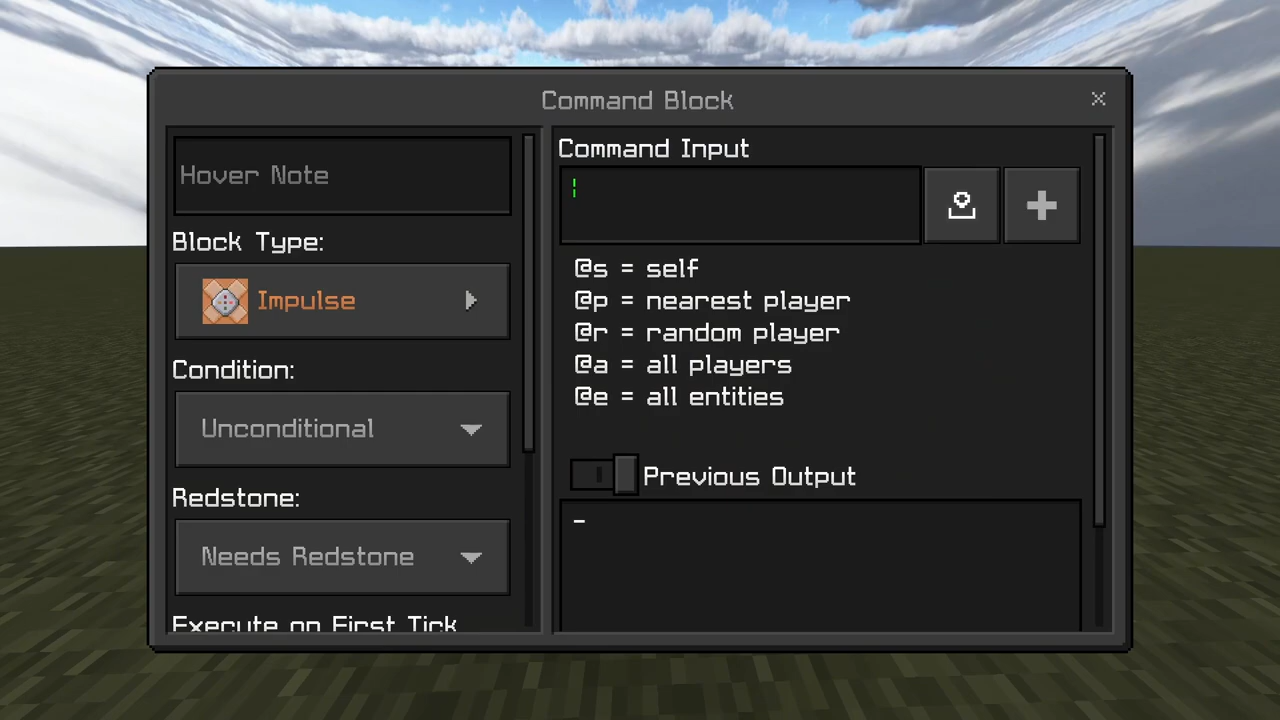 Command Block
Hover Note
Block Type:
Impulse
Condition:
Unconditional
Redstone:
Needs Redstone
Execute on First Tick
Command Input
@s = self
@p = nearest player
@r = random player
@a = all players
@e = all entities
Previous Output
-